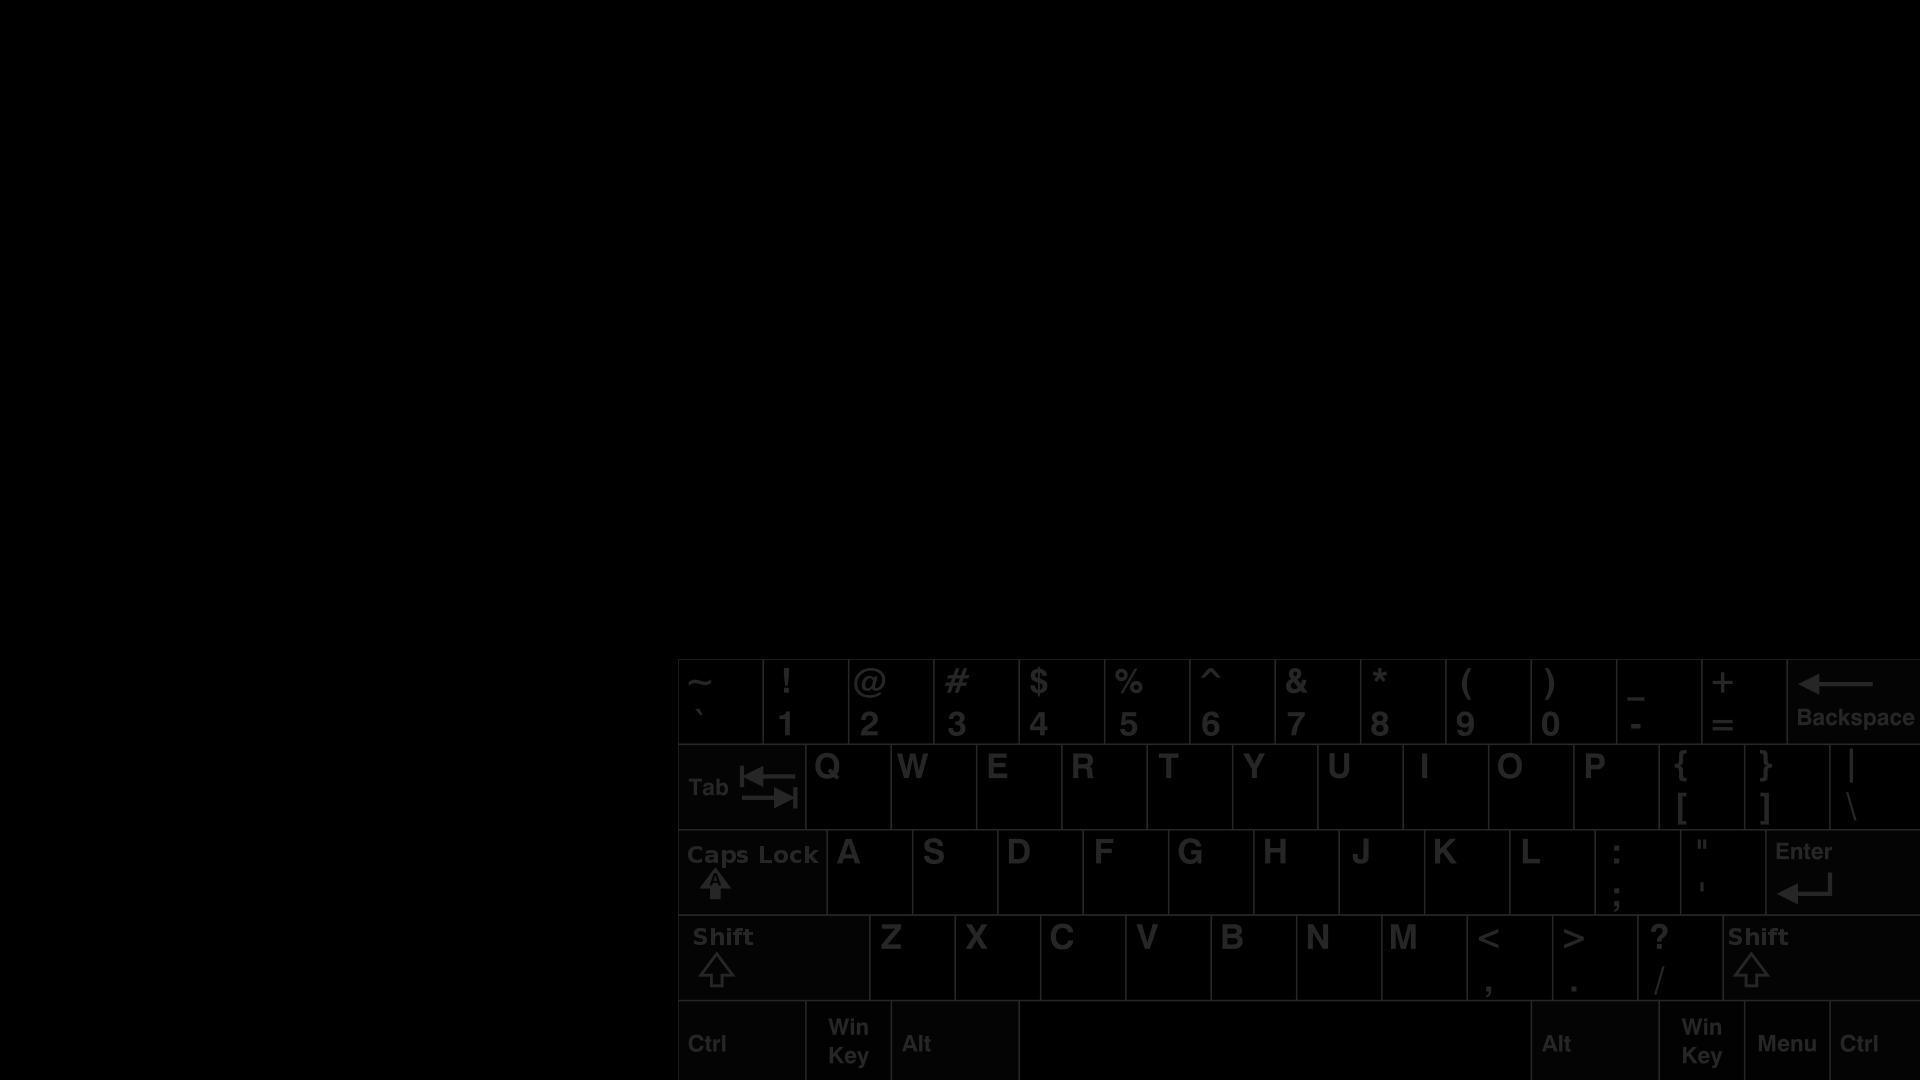 ~ ! @ # $ % ^ & * ( ) _ +
` 1 2 3 4 5 6 7 8 9 0 - = Backspace
Tab Q W E R T Y U I O P { } |
[ ] \
Caps Lock A S D F G H J K L : " Enter
A ; '
Shift Z X C V B N M < > ? Shift
, . /
Ctrl Win Key Alt Alt Win Key Menu Ctrl